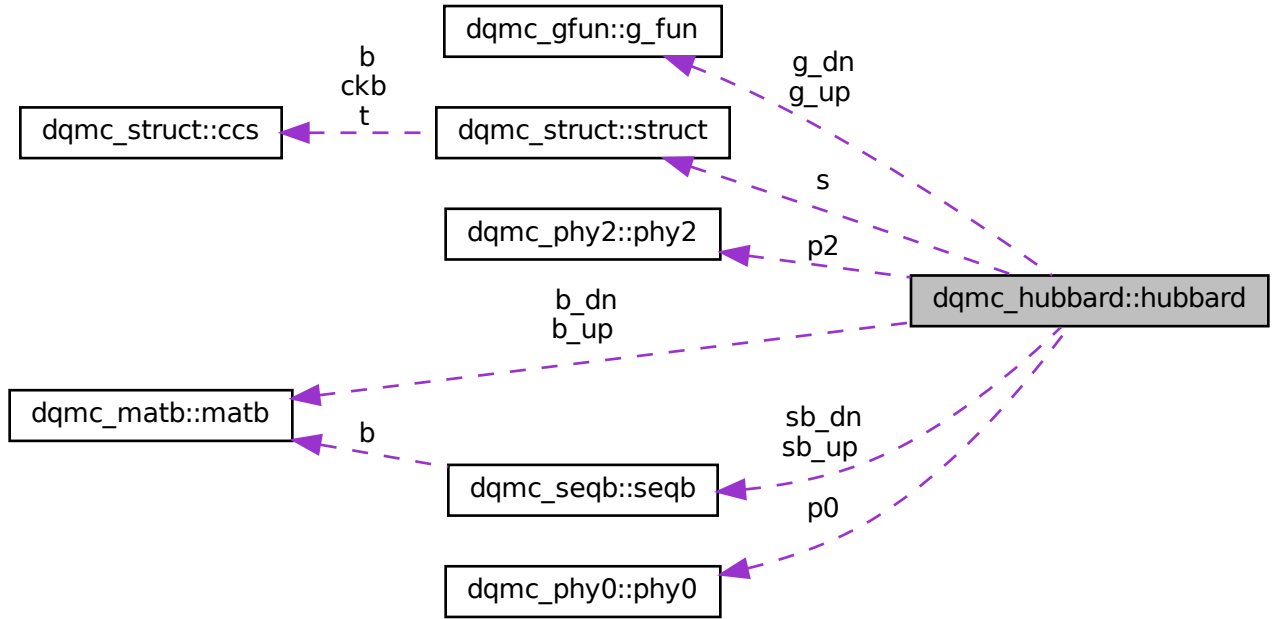 dqmc_gfun::g_fun
b
ckb
t
g_dn
g_up
dqmc_struct::ccs
dqmc_struct::struct
s
dqmc_phy2::phy2
p2
dqmc_hubbard::hubbard
b_dn
b_up
dqmc_matb::matb
b
sb_dn
sb_up
dqmc_seqb::seqb
p0
dqmc_phy0::phy0